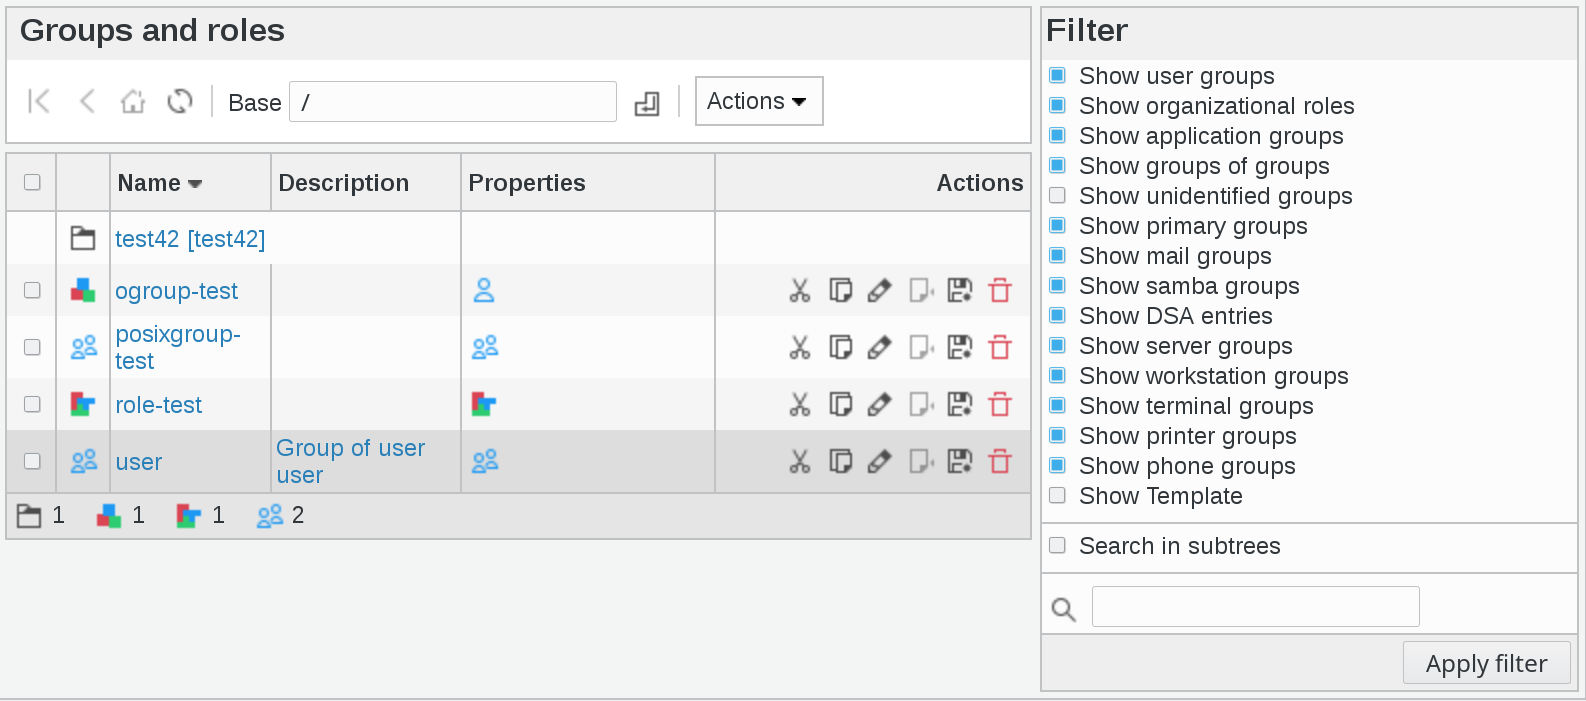 Groups and roles
Base /
Actions
Name Description Properties Actions
test42 [test42]
ogroup-test
posixgroup-
test
role-test
user Group of user
user
1 1 1 2
Filter
Show user groups
Show organizational roles
Show application groups
Show groups of groups
Show unidentified groups
Show primary groups
Show mail groups
Show samba groups
Show DSA entries
Show server groups
Show workstation groups
Show terminal groups
Show printer groups
Show phone groups
Show Template
Search in subtrees
Apply filter